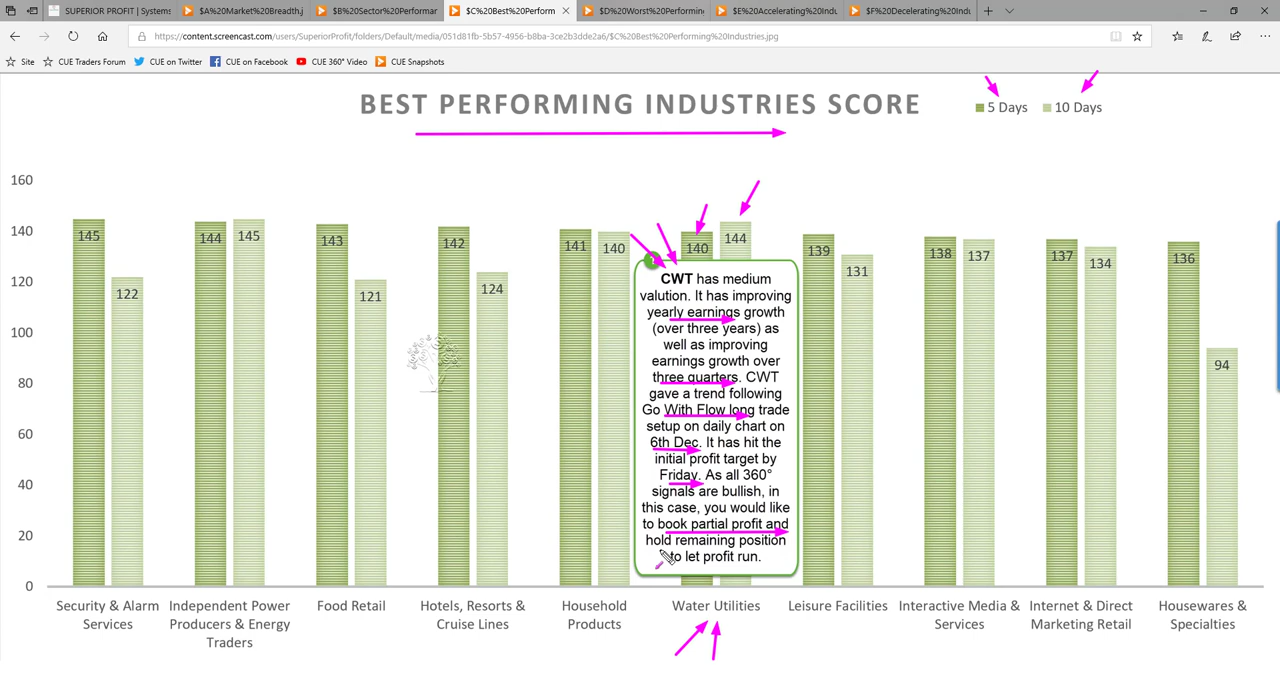 SUPERIOR PROFIT | Systems
$A%20Market%20Breadth.j
$B%20Sector%20Performar
$C%20Best%20Perform
$D%20Worst%20Performing
$E%20Accelerating%20Indu
$F%20Decelerating%20Indu
https://content.screencast.com/users/SuperiorProfit/folders/Default/media/051d81fb-5b57-4956-b8ba-3ce2b3dde2a6/$C%20Best%20Performing%20Industries.jpg
Site CUE Traders Forum CUE on Twitter CUE on Facebook CUE 360° Video CUE Snapshots
BEST PERFORMING INDUSTRIES SCORE
5 Days 10 Days
160
140
120
100
80
60
40
20
0
145 122
144 145
143 121
142 124
141 140
140 144
139 131
138 137
137 134
136 94
CWT has medium
valution. It has improving
yearly earnings growth
(over three years) as
well as improving
earnings growth over
three quarters. CWT
gave a trend following
Go With Flow long trade
setup on daily chart on
6th Dec. It has hit the
initial profit target by
Friday. As all 360°
signals are bullish, in
this case, you would like
to book partial profit and
hold remaining position
to let profit run.
Security & Alarm
Services
Independent Power
Producers & Energy
Traders
Food Retail
Hotels, Resorts &
Cruise Lines
Household
Products
Water Utilities
Leisure Facilities
Interactive Media &
Services
Internet & Direct
Marketing Retail
Housewares &
Specialties